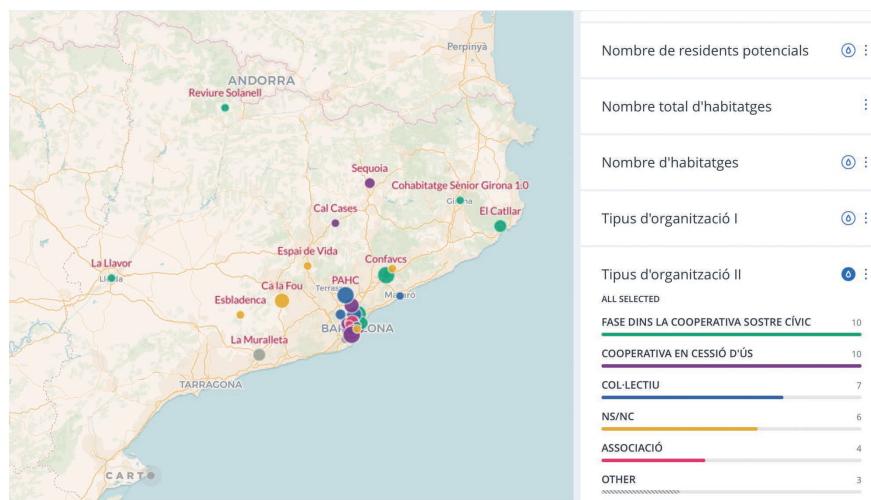 Perpinyà
ANDORRA
Reviure Solanell
Sequoia
Cohabitatge Sènior Girona 1.0
Cal Cases
El Catllar
Espai de Vida
Confavcs
La Llavor
Ca la Fou
PAHC
Terrass
Mataró
Esbladenca
BARCELONA
La Muralleta
TARRAGONA
CARTO
Nombre de residents potencials
Nombre total d'habitatges
Nombre d'habitatges
Tipus d'organització I
Tipus d'organització II
ALL SELECTED
FASE DINS LA COOPERATIVA SOSTRE CÍVIC 10
COOPERATIVA EN CESSIÓ D'ÚS 10
COL·LECTIU 7
NS/NC 6
ASSOCIACIÓ 4
OTHER 3